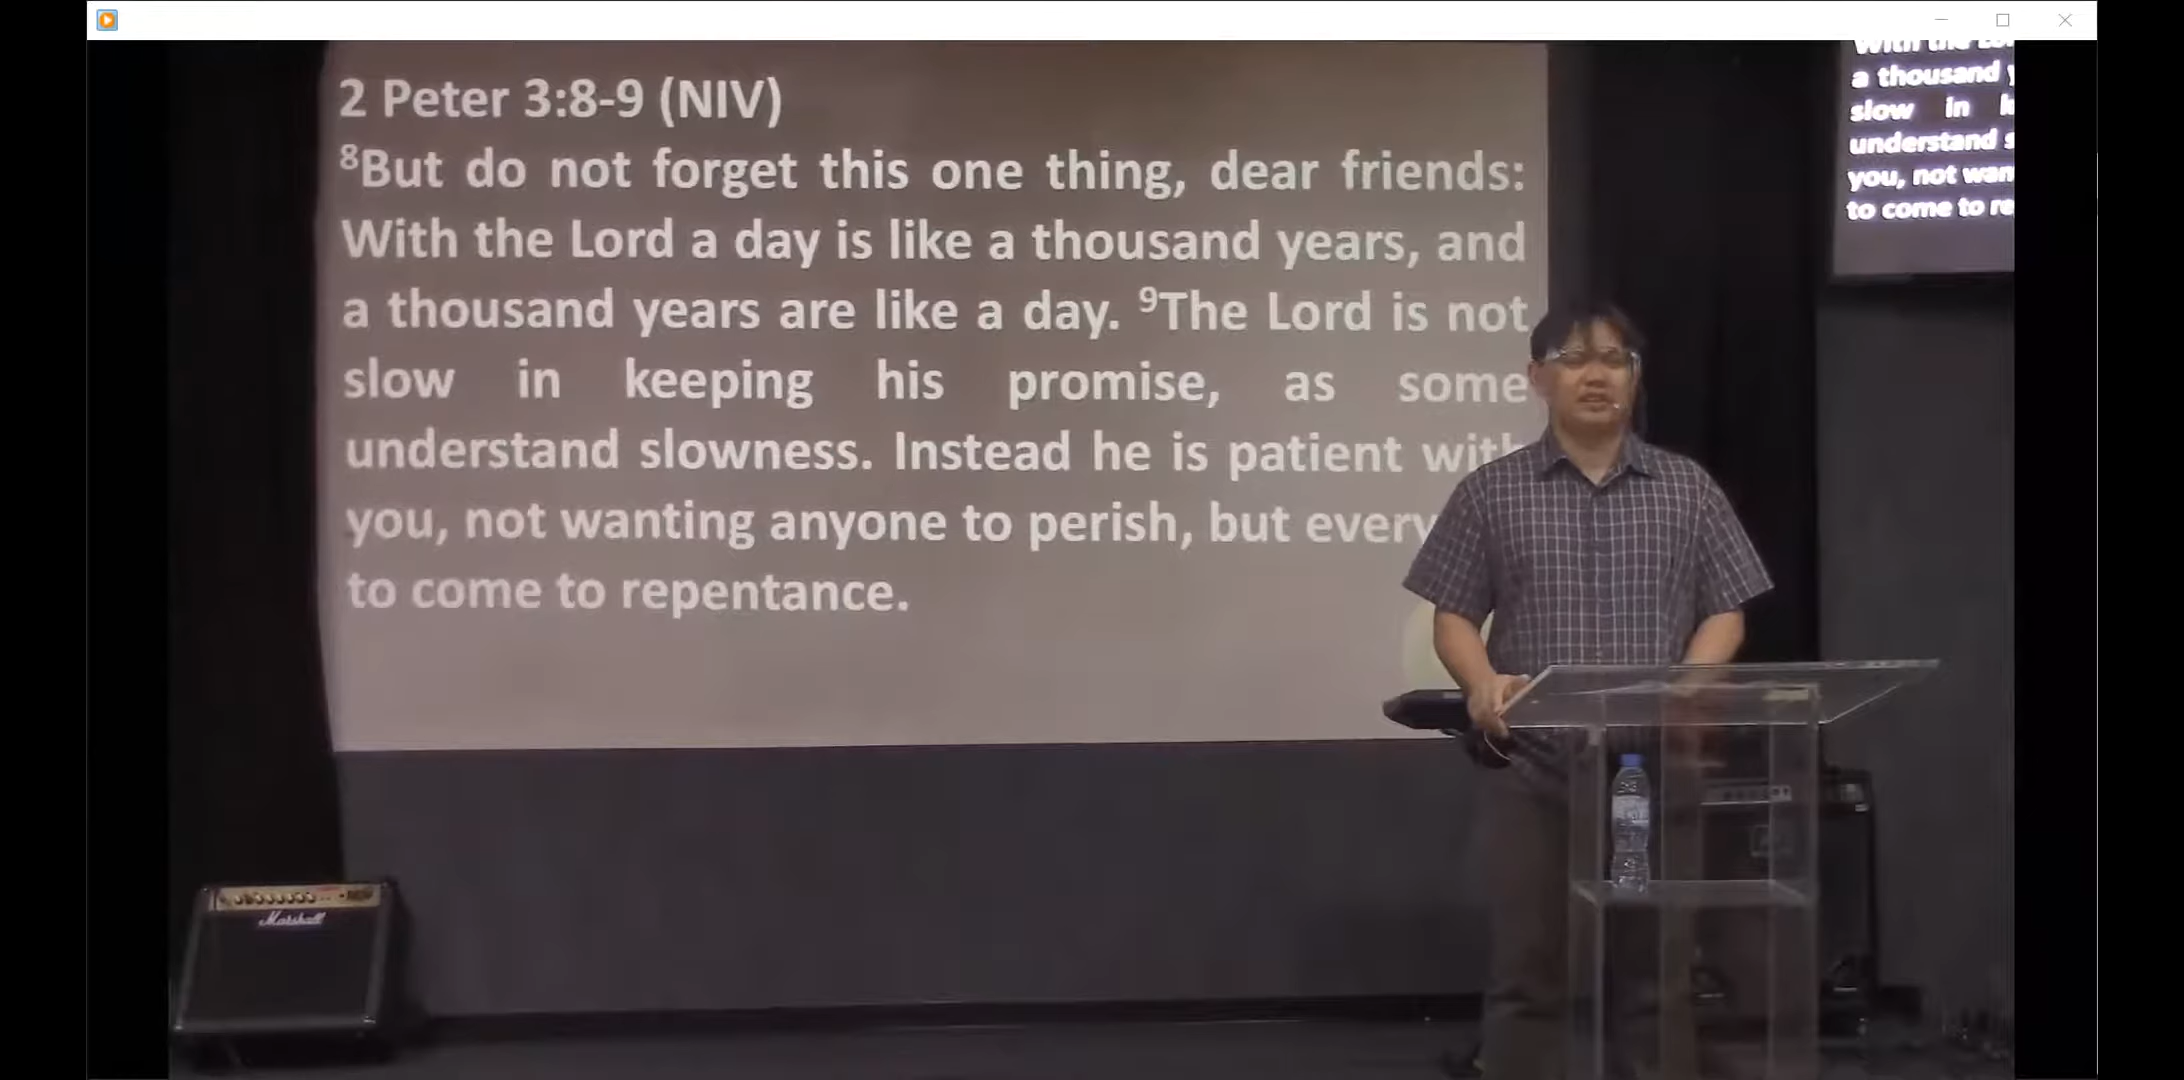 2 Peter 3:8-9 (NIV)
⁸But do not forget this one thing, dear friends:
With the Lord a day is like a thousand years, and
a thousand years are like a day. ⁹The Lord is not
slow in keeping his promise, as some
understand slowness. Instead he is patient with
you, not wanting anyone to perish, but every
to come to repentance.
With the
a thousand
slow in
understand
you, not
to come to
Marshall